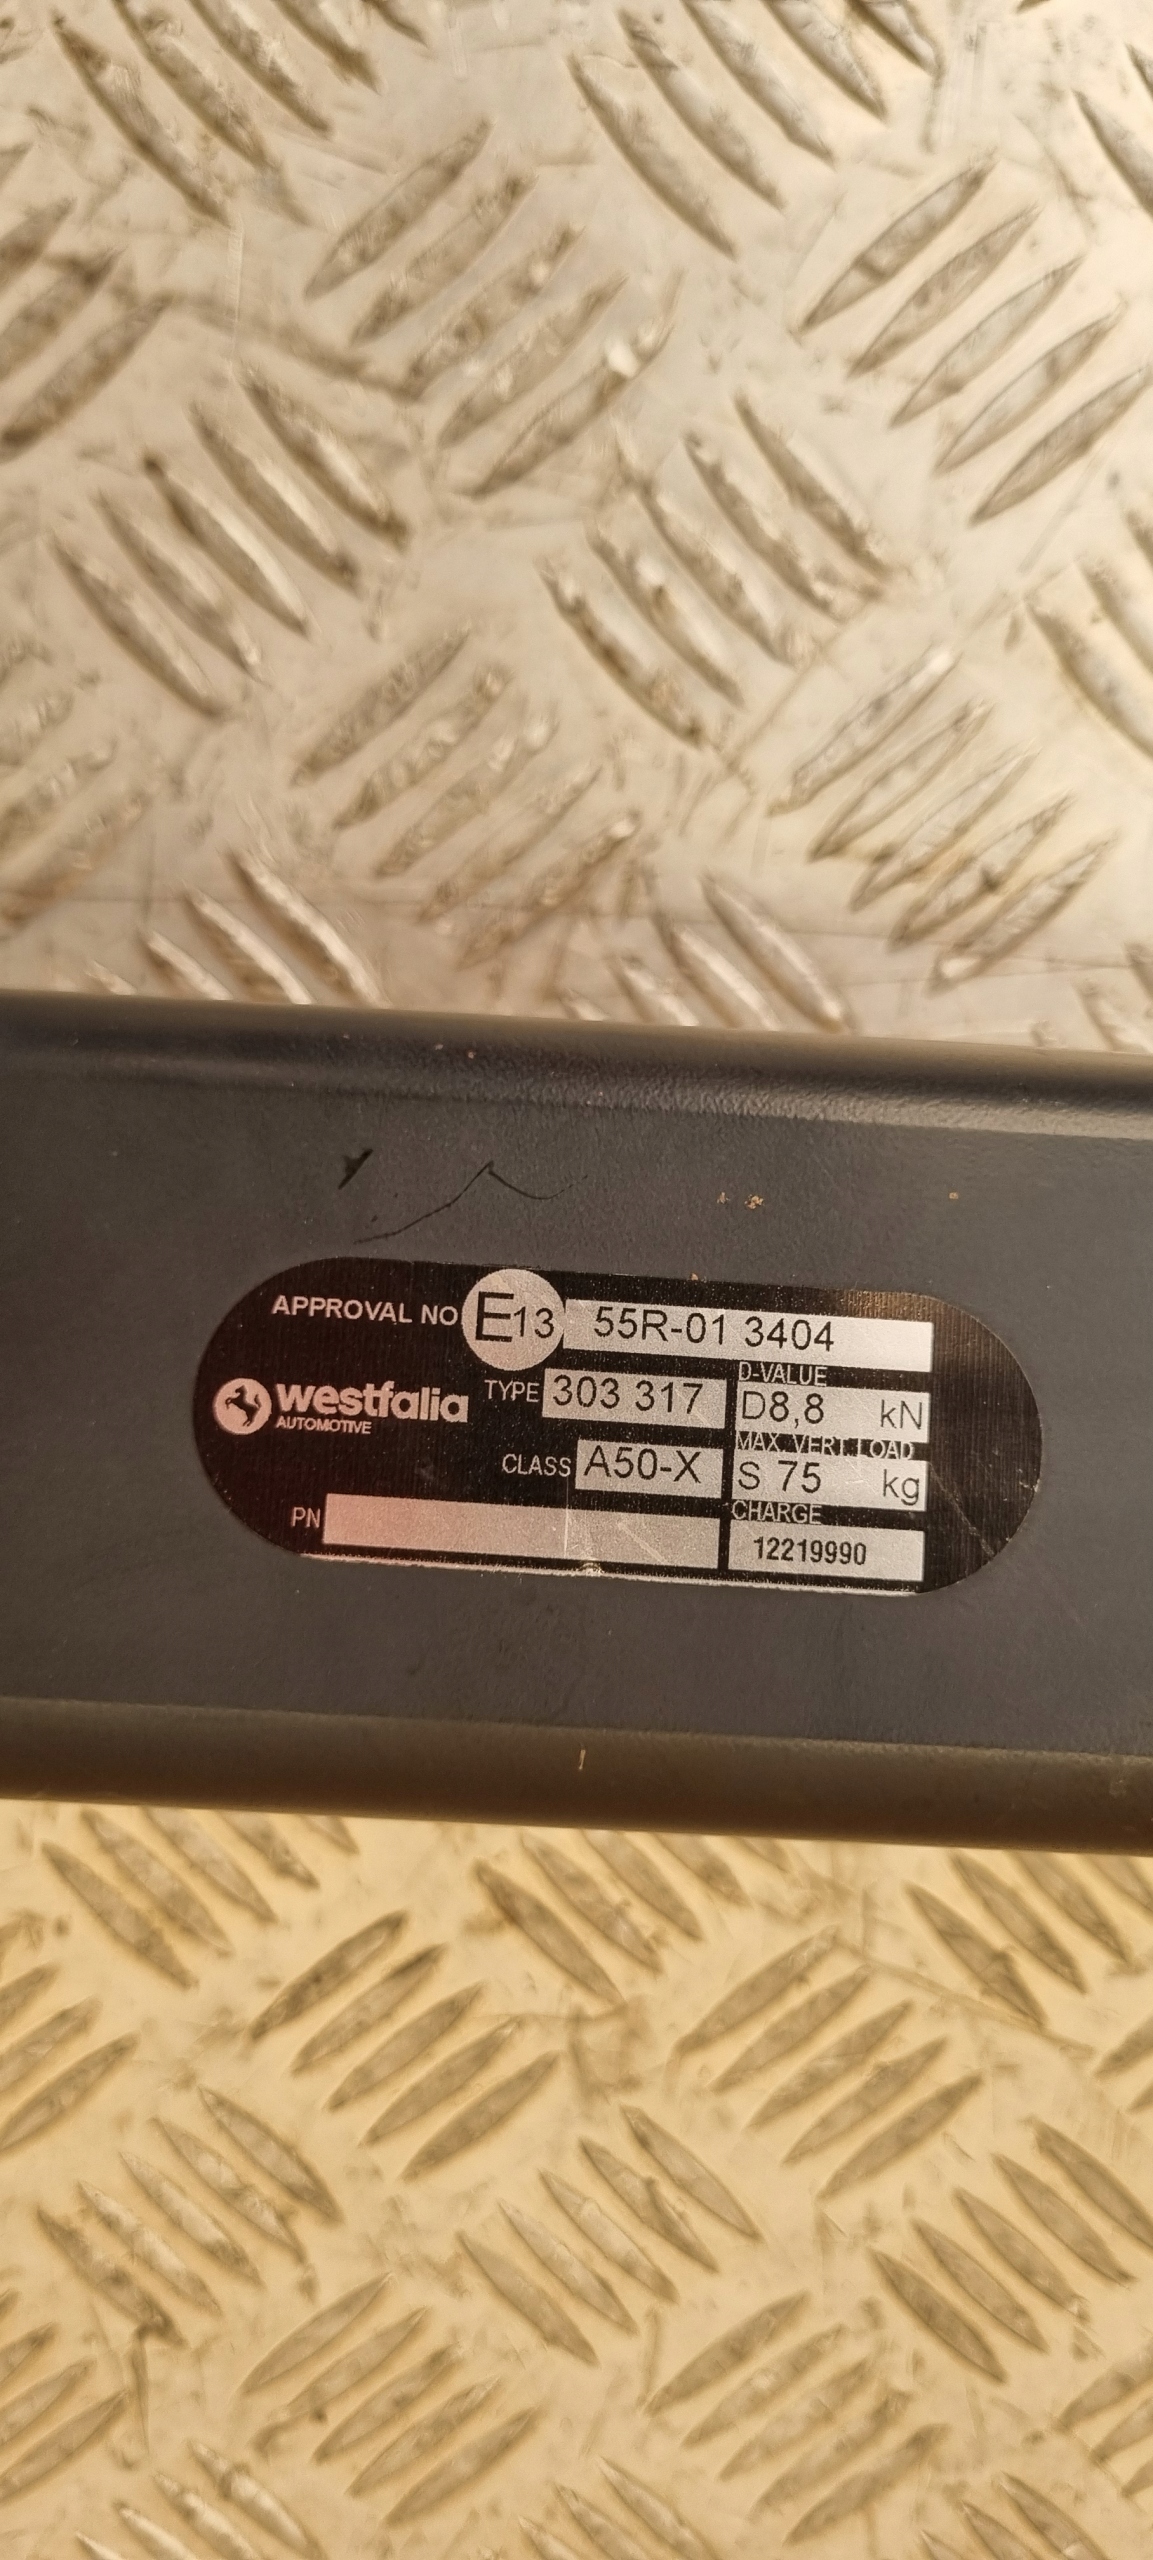 APPROVAL NO E13 55R-01 3404
westfalia
AUTOMOTIVE
TYPE 303 317
D-VALUE
D8,8 kN
CLASS A50-X
MAX. VERT. LOAD
S 75 kg
PN
CHARGE
12219990